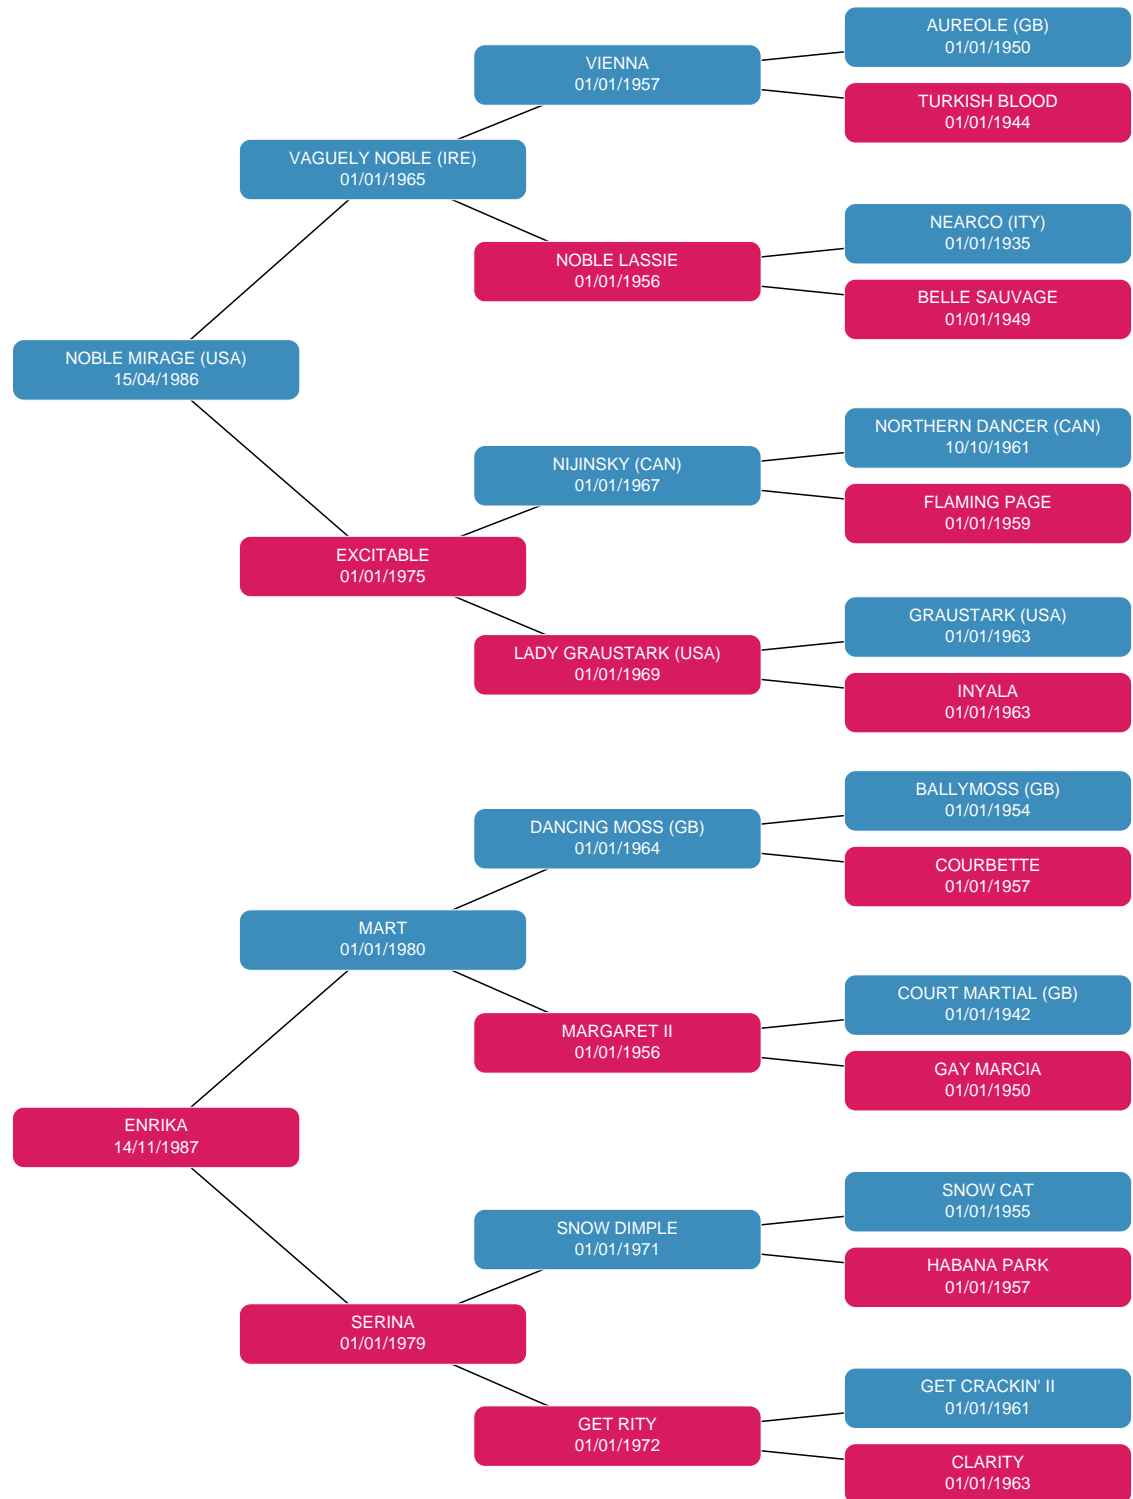 AUREOLE (GB)
01/01/1950
VIENNA
01/01/1957
TURKISH BLOOD
01/01/1944
VAGUELY NOBLE (IRE)
01/01/1965
NEARCO (ITY)
01/01/1935
NOBLE LASSIE
01/01/1956
BELLE SAUVAGE
01/01/1949
NOBLE MIRAGE (USA)
15/04/1986
NORTHERN DANCER (CAN)
10/10/1961
NIJINSKY (CAN)
01/01/1967
FLAMING PAGE
01/01/1959
EXCITABLE
01/01/1975
GRAUSTARK (USA)
01/01/1963
LADY GRAUSTARK (USA)
01/01/1969
INYALA
01/01/1963
BALLYMOSS (GB)
01/01/1954
DANCING MOSS (GB)
01/01/1964
COURBETTE
01/01/1957
MART
01/01/1980
COURT MARTIAL (GB)
01/01/1942
MARGARET II
01/01/1956
GAY MARCIA
01/01/1950
ENRIKA
14/11/1987
SNOW CAT
01/01/1955
SNOW DIMPLE
01/01/1971
HABANA PARK
01/01/1957
SERINA
01/01/1979
GET CRACKIN' II
01/01/1961
GET RITY
01/01/1972
CLARITY
01/01/1963